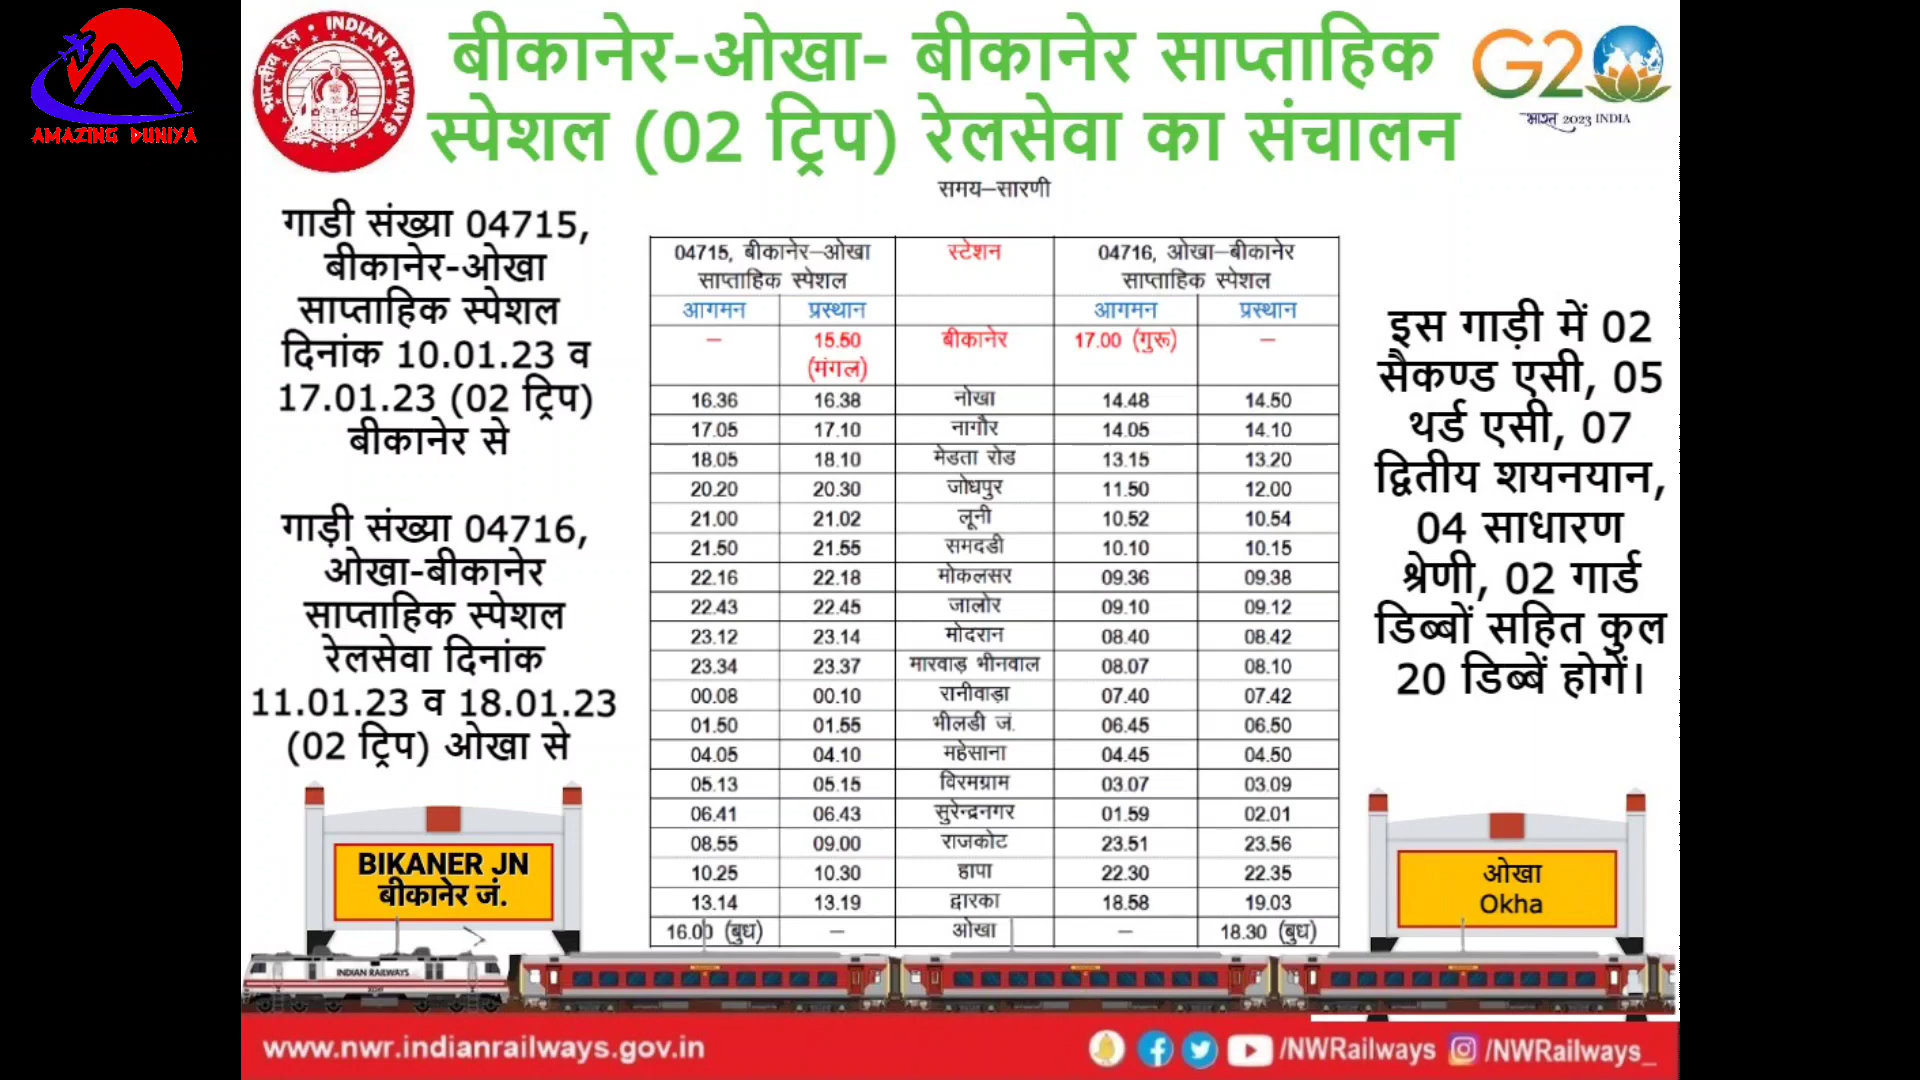 AMAZING DUNIYA
भारतीय रेल • INDIAN RAILWAYS
बीकानेर-ओखा- बीकानेर साप्ताहिक
स्पेशल (02 ट्रिप) रेलसेवा का संचालन
G20
भारत 2023 INDIA
समय–सारणी
गाडी संख्या 04715,
बीकानेर-ओखा
साप्ताहिक स्पेशल
दिनांक 10.01.23 व
17.01.23 (02 ट्रिप)
बीकानेर से
गाड़ी संख्या 04716,
ओखा-बीकानेर
साप्ताहिक स्पेशल
रेलसेवा दिनांक
11.01.23 व 18.01.23
(02 ट्रिप) ओखा से
04715, बीकानेर–ओखा साप्ताहिक स्पेशल स्टेशन 04716, ओखा–बीकानेर साप्ताहिक स्पेशल
आगमन प्रस्थान आगमन प्रस्थान
– 15.50 (मंगल) बीकानेर 17.00 (गुरू) –
16.36 16.38 नोखा 14.48 14.50
17.05 17.10 नागौर 14.05 14.10
18.05 18.10 मेडता रोड 13.15 13.20
20.20 20.30 जोधपुर 11.50 12.00
21.00 21.02 लूनी 10.52 10.54
21.50 21.55 समदडी 10.10 10.15
22.16 22.18 मोकलसर 09.36 09.38
22.43 22.45 जालोर 09.10 09.12
23.12 23.14 मोदरान 08.40 08.42
23.34 23.37 मारवाड़ भीनवाल 08.07 08.10
00.08 00.10 रानीवाड़ा 07.40 07.42
01.50 01.55 भीलडी जं. 06.45 06.50
04.05 04.10 महेसाना 04.45 04.50
05.13 05.15 विरमग्राम 03.07 03.09
06.41 06.43 सुरेन्द्रनगर 01.59 02.01
08.55 09.00 राजकोट 23.51 23.56
10.25 10.30 हापा 22.30 22.35
13.14 13.19 द्वारका 18.58 19.03
16.00 (बुध) – ओखा – 18.30 (बुध)
इस गाड़ी में 02
सैकण्ड एसी, 05
थर्ड एसी, 07
द्वितीय शयनयान,
04 साधारण
श्रेणी, 02 गार्ड
डिब्बों सहित कुल
20 डिब्बें होगें।
BIKANER JN
बीकानेर जं.
ओखा
Okha
INDIAN RAILWAYS
www.nwr.indianrailways.gov.in
/NWRailways
/NWRailways_